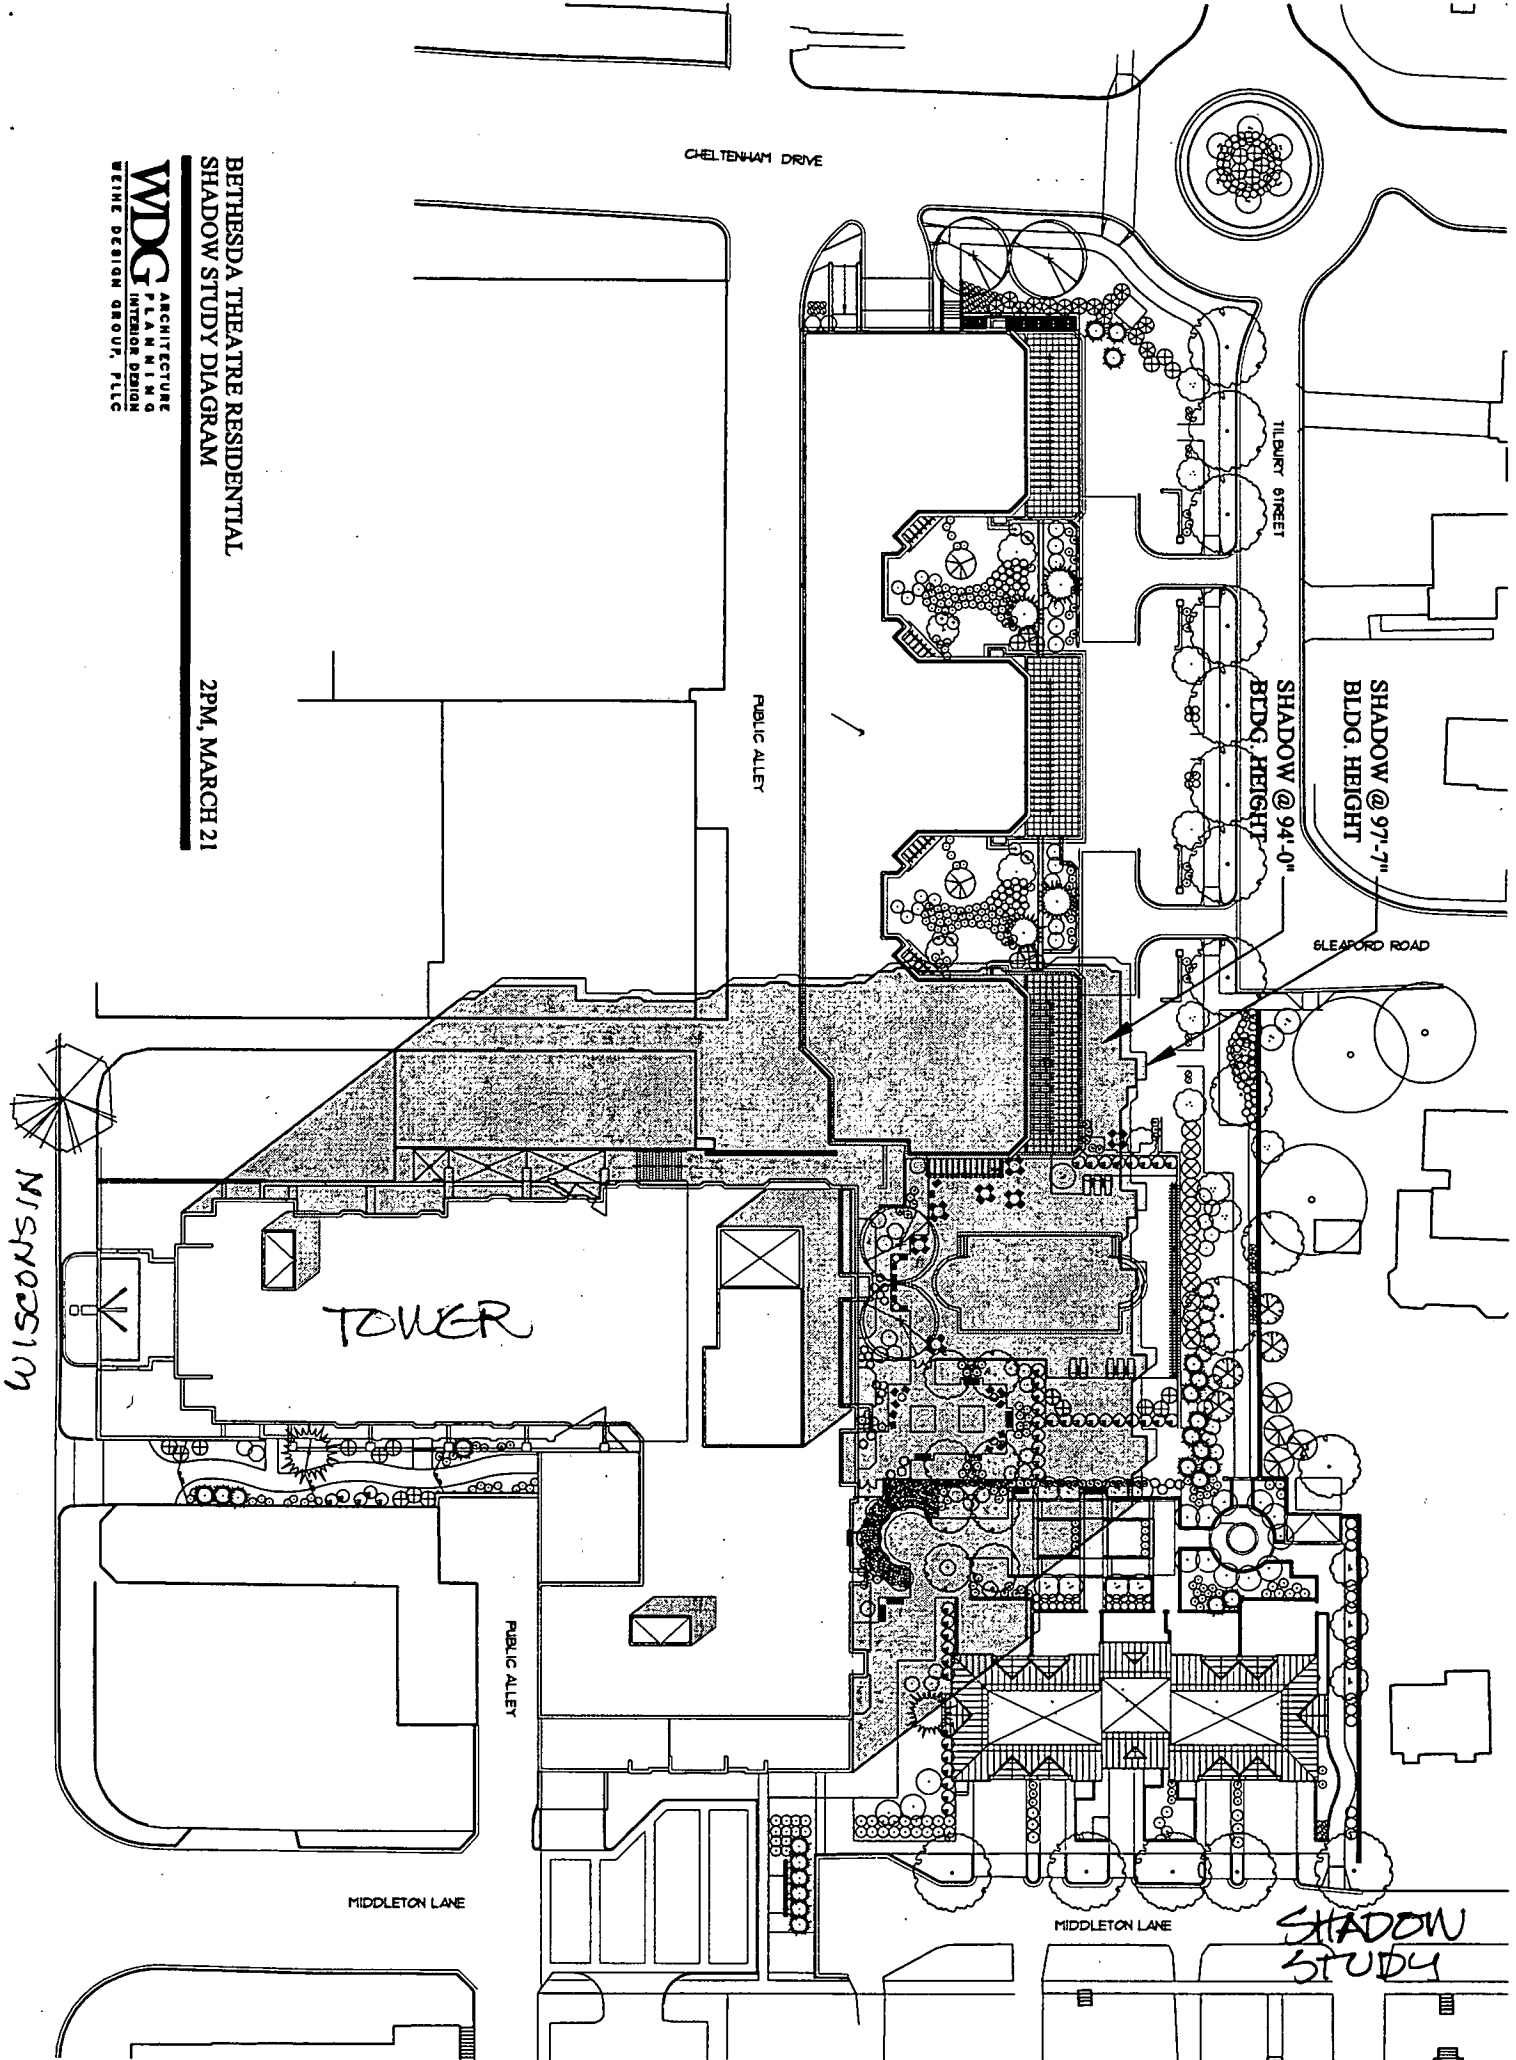 CHELTENHAM DRIVE
BETHESDA THEATRE RESIDENTIAL
SHADOW STUDY DIAGRAM 2PM, MARCH 21
WDG ARCHITECTURE
PLANNING
INTERIOR DESIGN
WEIHE DESIGN GROUP, PLLC
TILBURY STREET
SHADOW @ 97'-7"
BLDG. HEIGHT
SHADOW @ 94'-0"
BLDG. HEIGHT
PUBLIC ALLEY
SLEAFORD ROAD
WISCONSIN
TOWER
PUBLIC ALLEY
MIDDLETON LANE
MIDDLETON LANE
SHADOW
STUDY